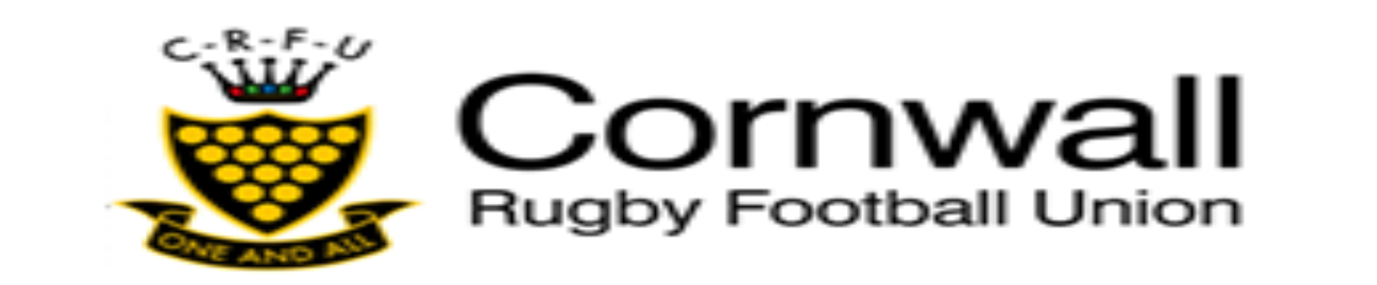 C-R-F-U
ONE AND ALL
Cornwall
Rugby Football Union